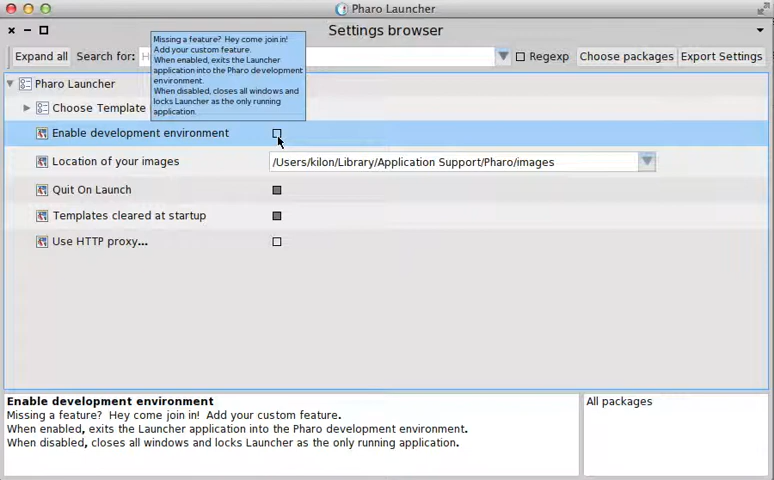 Pharo Launcher
Settings browser
Missing a feature? Hey come join in!
Add your custom feature.
When enabled, exits the Launcher
application into the Pharo development
environment.
When disabled, closes all windows and
locks Launcher as the only running
application.
Expand all
Search for:
Regexp
Choose packages
Export Settings
Pharo Launcher
Choose Template
Enable development environment
Location of your images
/Users/kilon/Library/Application Support/Pharo/images
Quit On Launch
Templates cleared at startup
Use HTTP proxy...
Enable development environment
Missing a feature? Hey come join in! Add your custom feature.
When enabled, exits the Launcher application into the Pharo development environment.
When disabled, closes all windows and locks Launcher as the only running application.
All packages